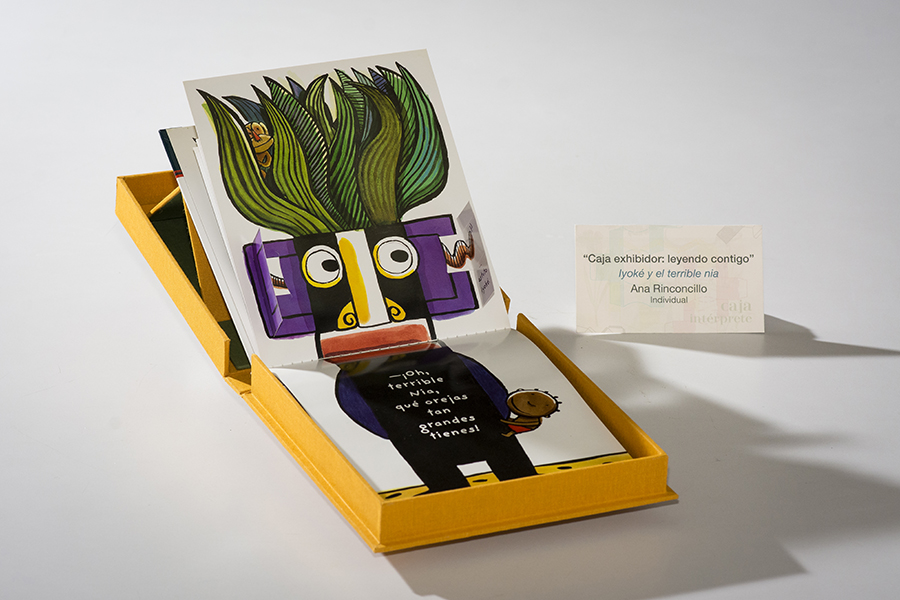 —¡Oh,
terrible
Nia,
qué orejas
tan
grandes
tienes!
“Caja exhibidor: leyendo contigo”
Iyoké y el terrible nia
Ana Rinconcillo
Individual
caja
intérprete